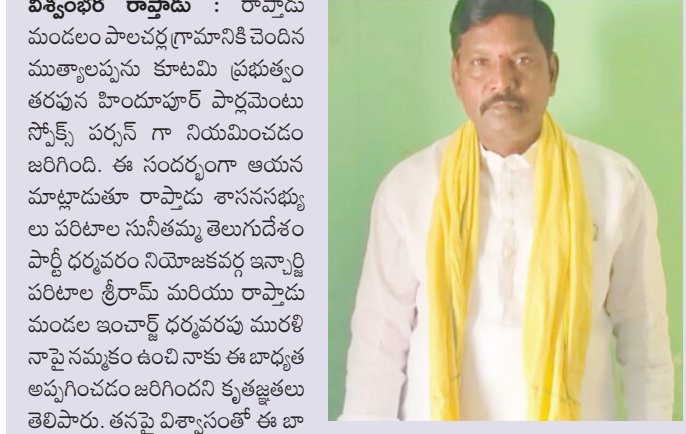 విశ్వంభర రాప్తాడు : రాప్తాడు
మండలం పాలచర్ల గ్రామానికి చెందిన
ముత్యాలప్పను కూటమి ప్రభుత్వం
తరఫున హిందూపూర్ పార్లమెంటు
స్పోక్స్ పర్సన్ గా నియమించడం
జరిగింది. ఈ సందర్భంగా ఆయన
మాట్లాడుతూ రాప్తాడు శాసనసభ్యు
లు పరిటాల సునీతమ్మ తెలుగుదేశం
పార్టీ ధర్మవరం నియోజకవర్గ ఇన్చార్జి
పరిటాల శ్రీరామ్ మరియు రాప్తాడు
మండల ఇంచార్జ్ ధర్మవరపు మురళి
నాపై నమ్మకం ఉంచి నాకు ఈ బాధ్యత
అప్పగించడం జరిగిందని కృతజ్ఞతలు
తెలిపారు. తనపై విశ్వాసంతో ఈ బా